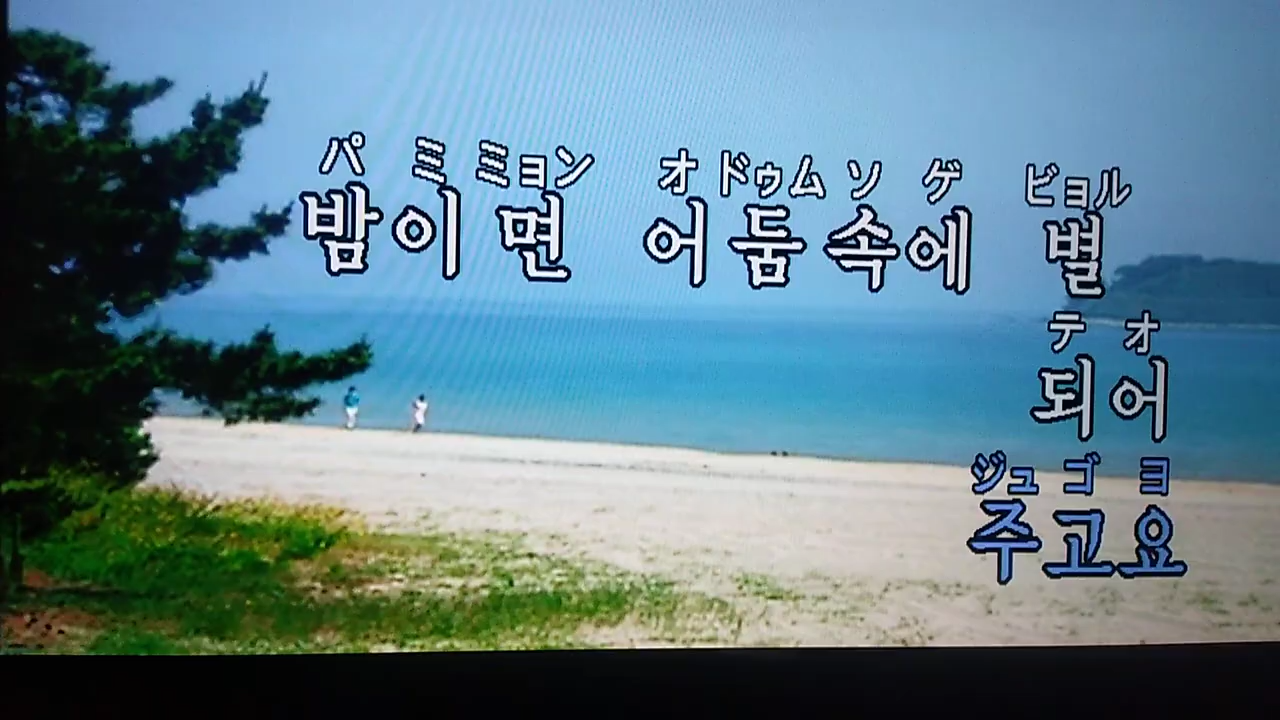 パ ミ ミョン オ ドゥム ソ ゲ ビョル
밤이면 어둠속에 별
テ オ
되어
ジュ ゴ ヨ
주고요